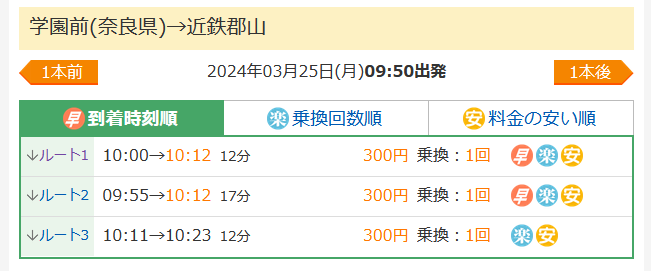 学園前(奈良県)→近鉄郡山
1本前 2024年03月25日(月)09:50出発 1本後
早 到着時刻順 楽 乗換回数順 安 料金の安い順
↓ルート1 10:00→10:12 12分 300円 乗換：1回 早 楽 安
↓ルート2 09:55→10:12 17分 300円 乗換：1回 早 楽 安
↓ルート3 10:11→10:23 12分 300円 乗換：1回 楽 安